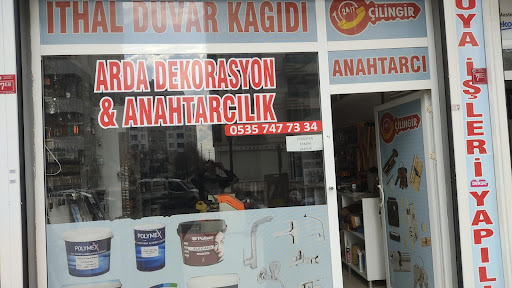 İTHAL DUVAR KAĞIDI
ÇİLİNGİR
ARDA DEKORASYON
& ANAHTARCILIK
0535 747 73 34
ANAHTARCI
ÇİLİNGİR
POLYMEX
POLYMEX
BOYA İŞLERİ YAPILI